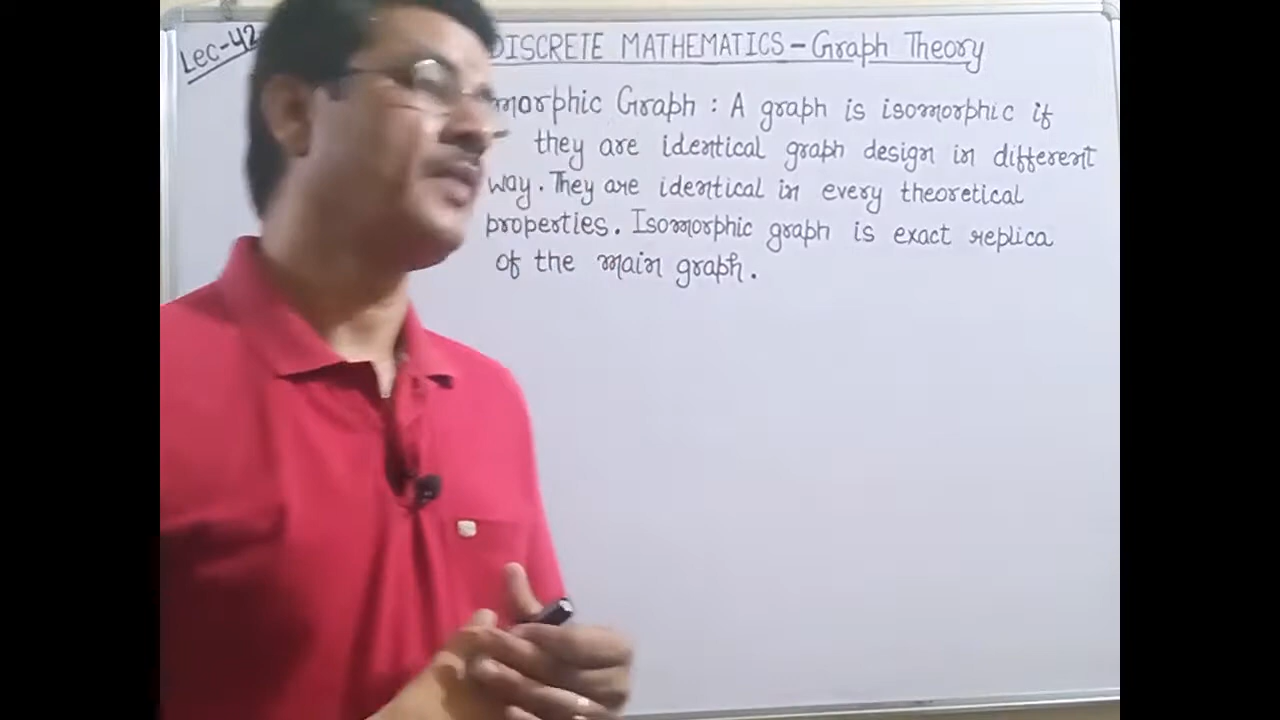 Lec-42
DISCRETE MATHEMATICS - Graph Theory
morphic Graph : A graph is isomorphic if
they are identical graph design in different
way. They are identical in every theoretical
properties. Isomorphic graph is exact replica
of the main graph.